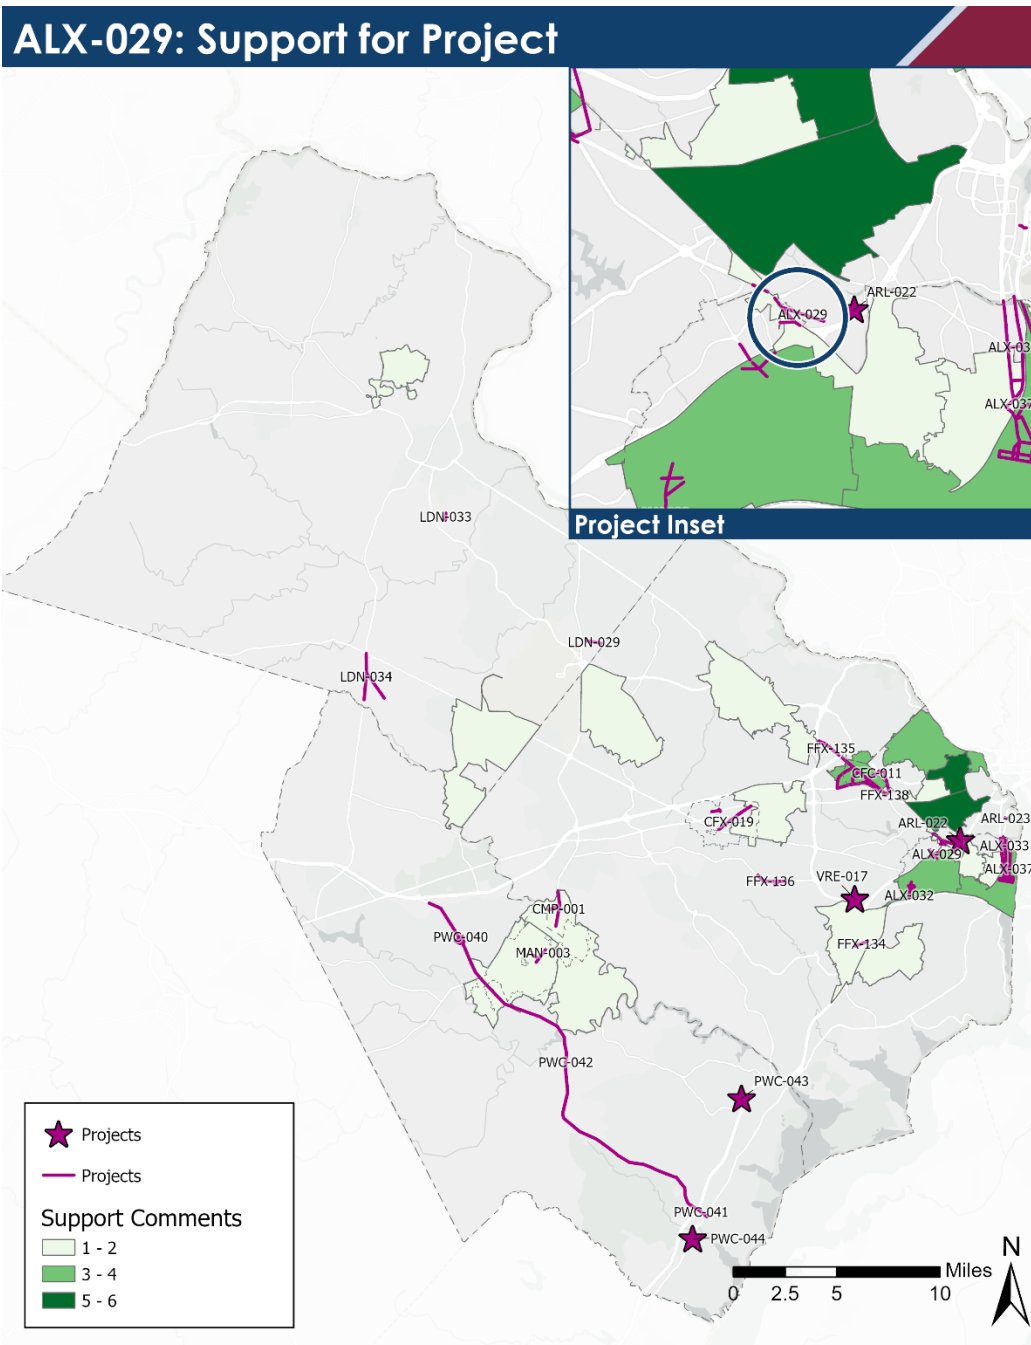 ALX-029: Support for Project
ARL-022
ALX-029
ALX-03
ALX-037
Project Inset
LDN-033
LDN-029
LDN-034
FFX-135
CFC-011
FFX-138
CFX-019
ARL-022
ARL-023
ALX-029
ALX-033
ALX-037
FFX-136
VRE-017
ALX-032
CMP-001
PWC-040
FFX-134
MAN-003
PWC-042
PWC-043
PWC-041
PWC-044
Projects
Projects
Support Comments
1 - 2
3 - 4
5 - 6
N
Miles
0 2.5 5 10